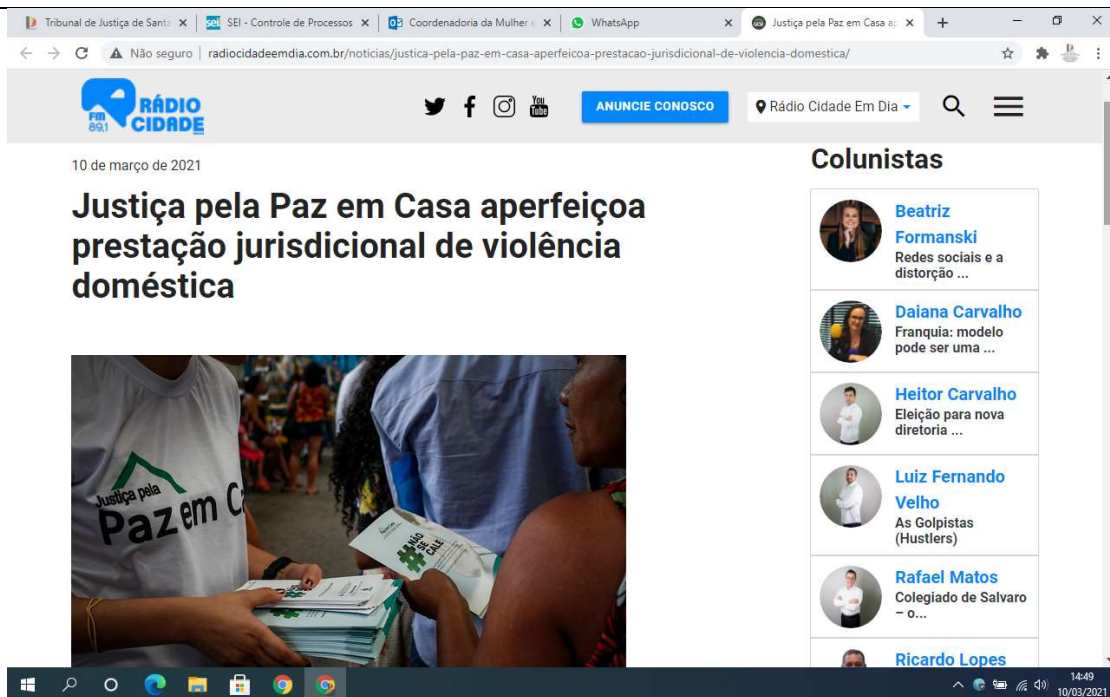 Tribunal de Justiça de Santa
SEI - Controle de Processos
Coordenadoria da Mulher e
WhatsApp
Justiça pela Paz em Casa ap
Não seguro | radiocidadeemdia.com.br/noticias/justica-pela-paz-em-casa-aperfeicoa-prestacao-jurisdicional-de-violencia-domestica/
RÁDIO
FM
89,1
CIDADE
You
Tube
ANUNCIE CONOSCO
Rádio Cidade Em Dia
10 de março de 2021
Justiça pela Paz em Casa aperfeiçoa
prestação jurisdicional de violência
doméstica
Justiça pela
Paz em C
#NÃO
SE
CALE
Colunistas
Beatriz
Formanski
Redes sociais e a
distorção ...
Daiana Carvalho
Franquia: modelo
pode ser uma ...
Heitor Carvalho
Eleição para nova
diretoria ...
Luiz Fernando
Velho
As Golpistas
(Hustlers)
Rafael Matos
Colegiado de Salvaro
– o...
Ricardo Lopes
14:49
10/03/2021